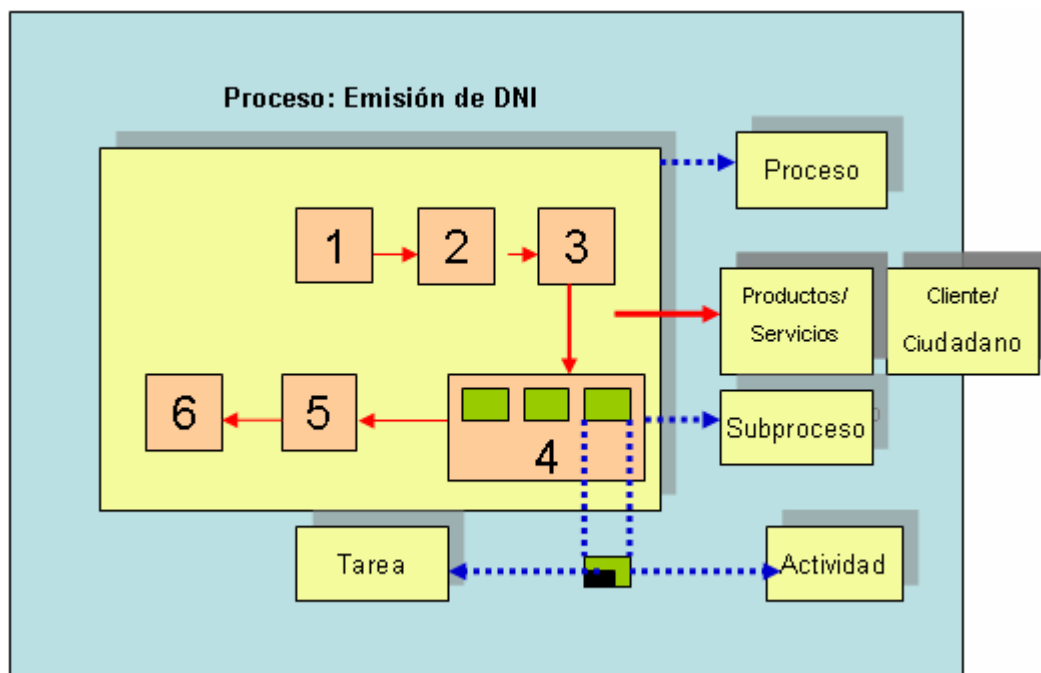 Proceso: Emisión de DNI
Proceso
1
2
3
Productos/
Servicios
Cliente/
Ciudadano
6
5
4
Subproceso
Tarea
Actividad